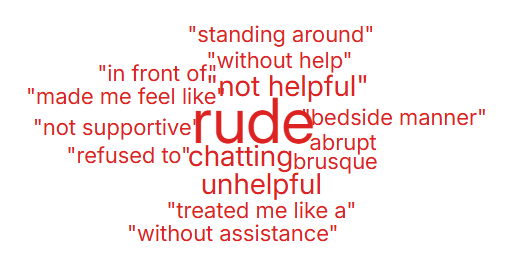 "standing around"
"without help"
"in front of"
"not helpful"
"made me feel like"
rude
"bedside manner"
"not supportive"
abrupt
"refused to"
chatting
brusque
unhelpful
"treated me like a"
"without assistance"